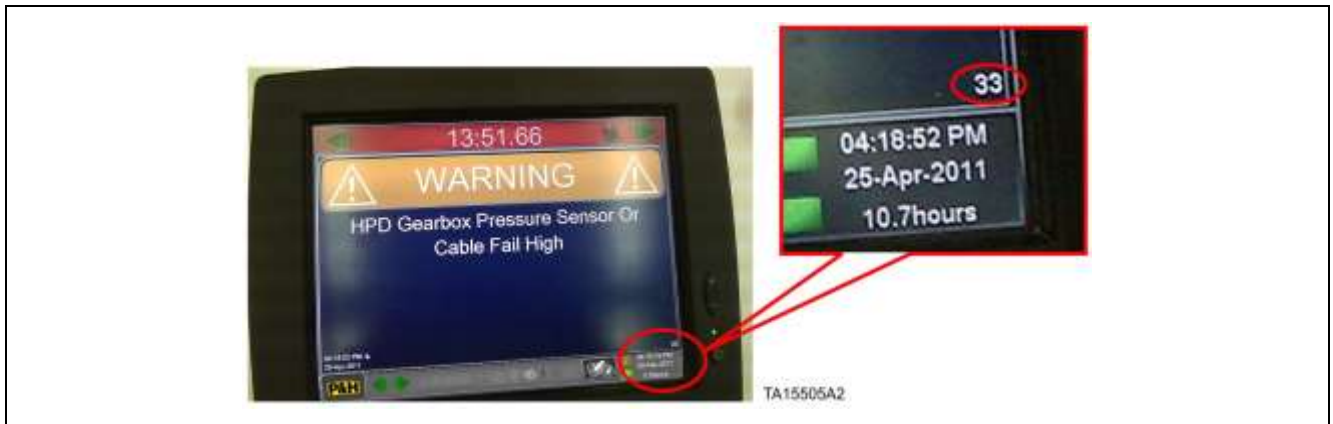 13:51.66
WARNING
HPD Gearbox Pressure Sensor Or
Cable Fail High
P&H
33
04:18:52 PM
25-Apr-2011
10.7hours
TA15505A2